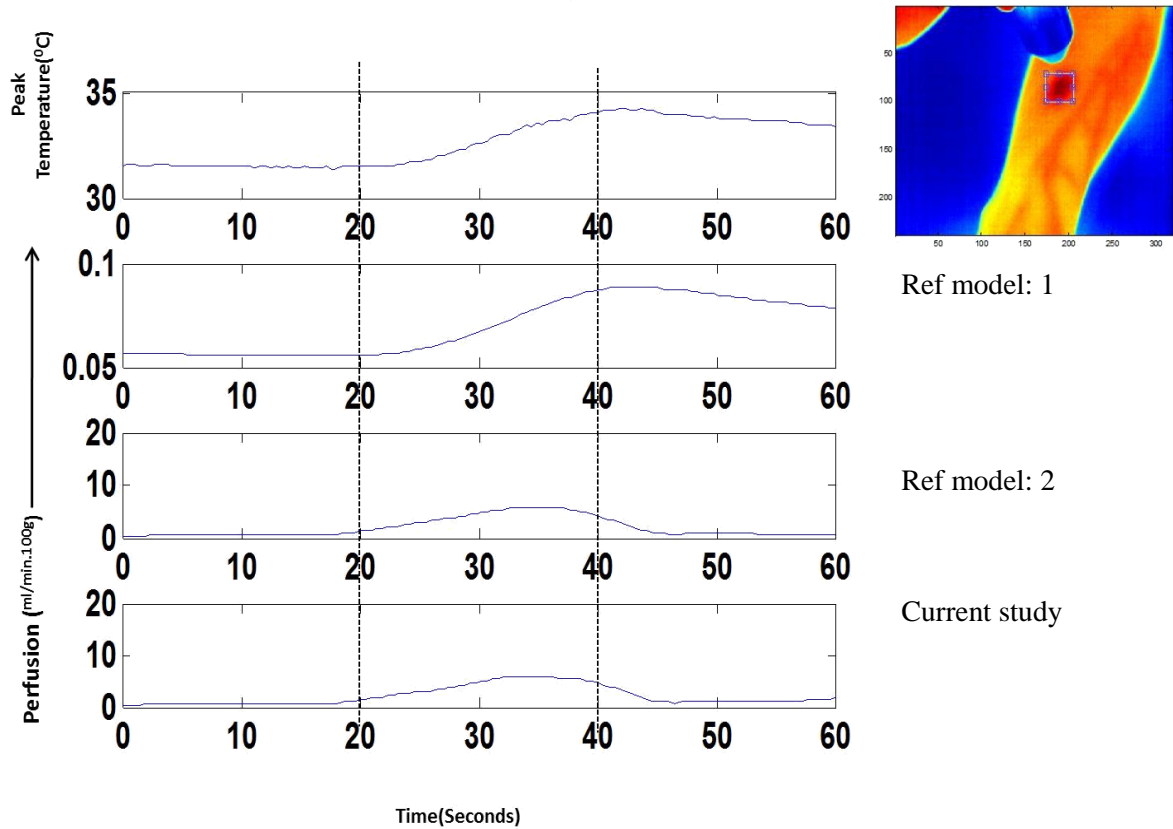 Peak
Temperature(⁰C)
35
30
0 10 20 30 40 50 60
50
100
150
200
50 100 150 200 250 300
0.1
0.05
0 10 20 30 40 50 60
Ref model: 1
20
10
0
0 10 20 30 40 50 60
Ref model: 2
20
10
0
0 10 20 30 40 50 60
Current study
Perfusion (ml/min.100g)
Time(Seconds)